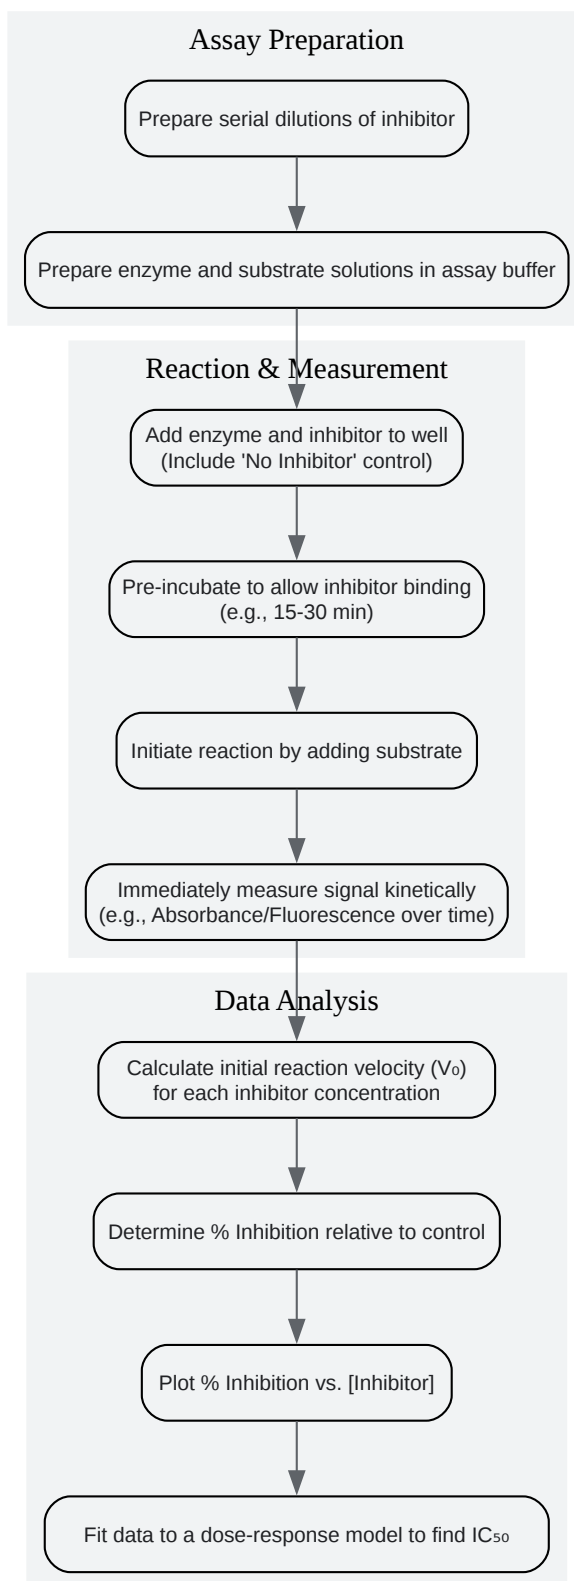 Assay Preparation
Prepare serial dilutions of inhibitor
Prepare enzyme and substrate solutions in assay buffer
Reaction & Measurement
Add enzyme and inhibitor to well
(Include 'No Inhibitor' control)
Pre-incubate to allow inhibitor binding
(e.g., 15-30 min)
Initiate reaction by adding substrate
Immediately measure signal kinetically
(e.g., Absorbance/Fluorescence over time)
Data Analysis
Calculate initial reaction velocity (V₀)
for each inhibitor concentration
Determine % Inhibition relative to control
Plot % Inhibition vs. [Inhibitor]
Fit data to a dose-response model to find IC₅₀